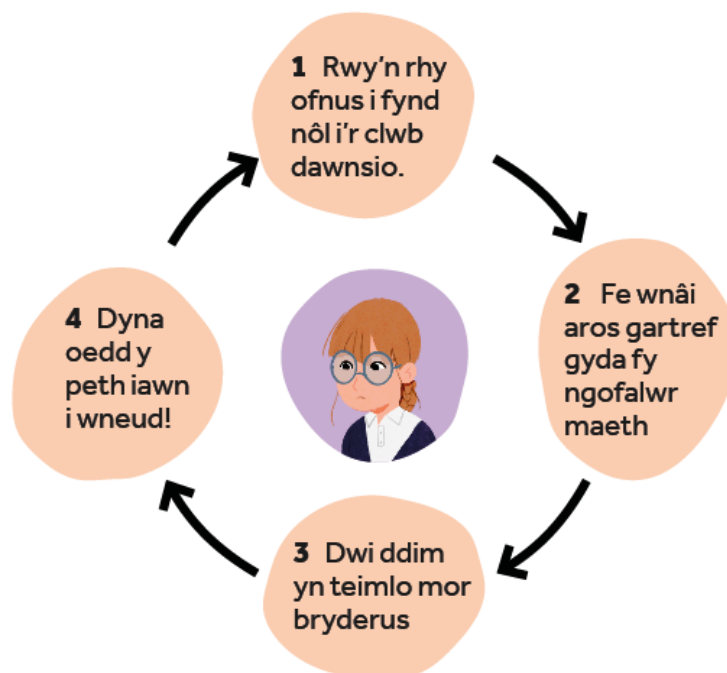 1 Rwy'n rhy
ofnus i fynd
nôl i'r clwb
dawnsio.
2 Fe wnâi
aros gartref
gyda fy
ngofalwr
maeth
3 Dwi ddim
yn teimlo mor
bryderus
4 Dyna
oedd y
peth iawn
i wneud!